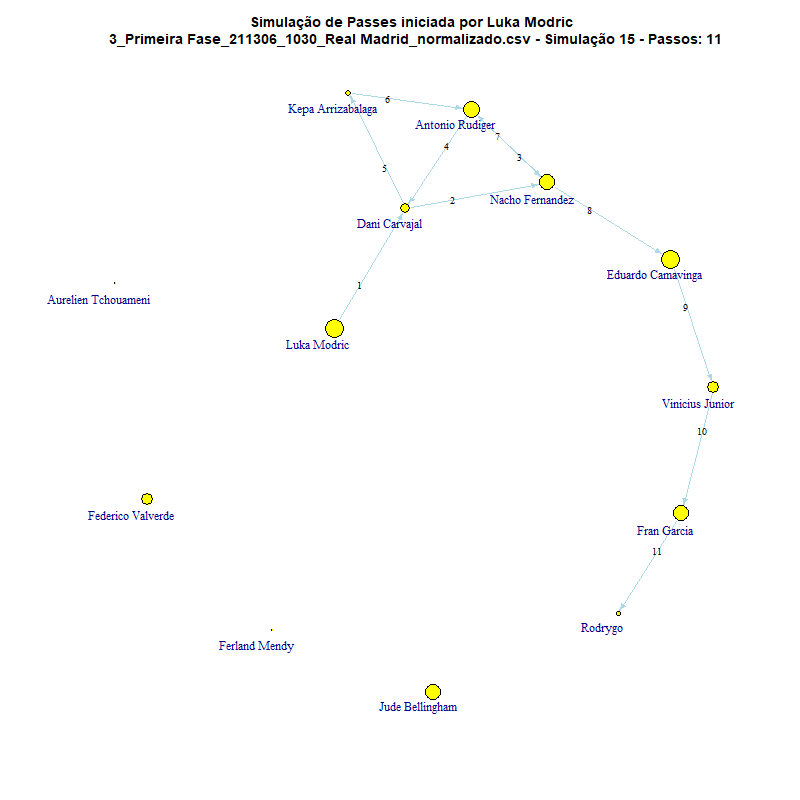 Simulação de Passes iniciada por Luka Modric
3_Primeira Fase_211306_1030_Real Madrid_normalizado.csv - Simulação 15 - Passos: 11
6
Kepa Arrizabalaga
Antonio Rudiger
7
4
3
5
2
Nacho Fernandez
8
Dani Carvajal
Eduardo Camavinga
1
Aurelien Tchouameni
9
Luka Modric
Vinicius Junior
10
Federico Valverde
Fran Garcia
11
Rodrygo
Ferland Mendy
Jude Bellingham